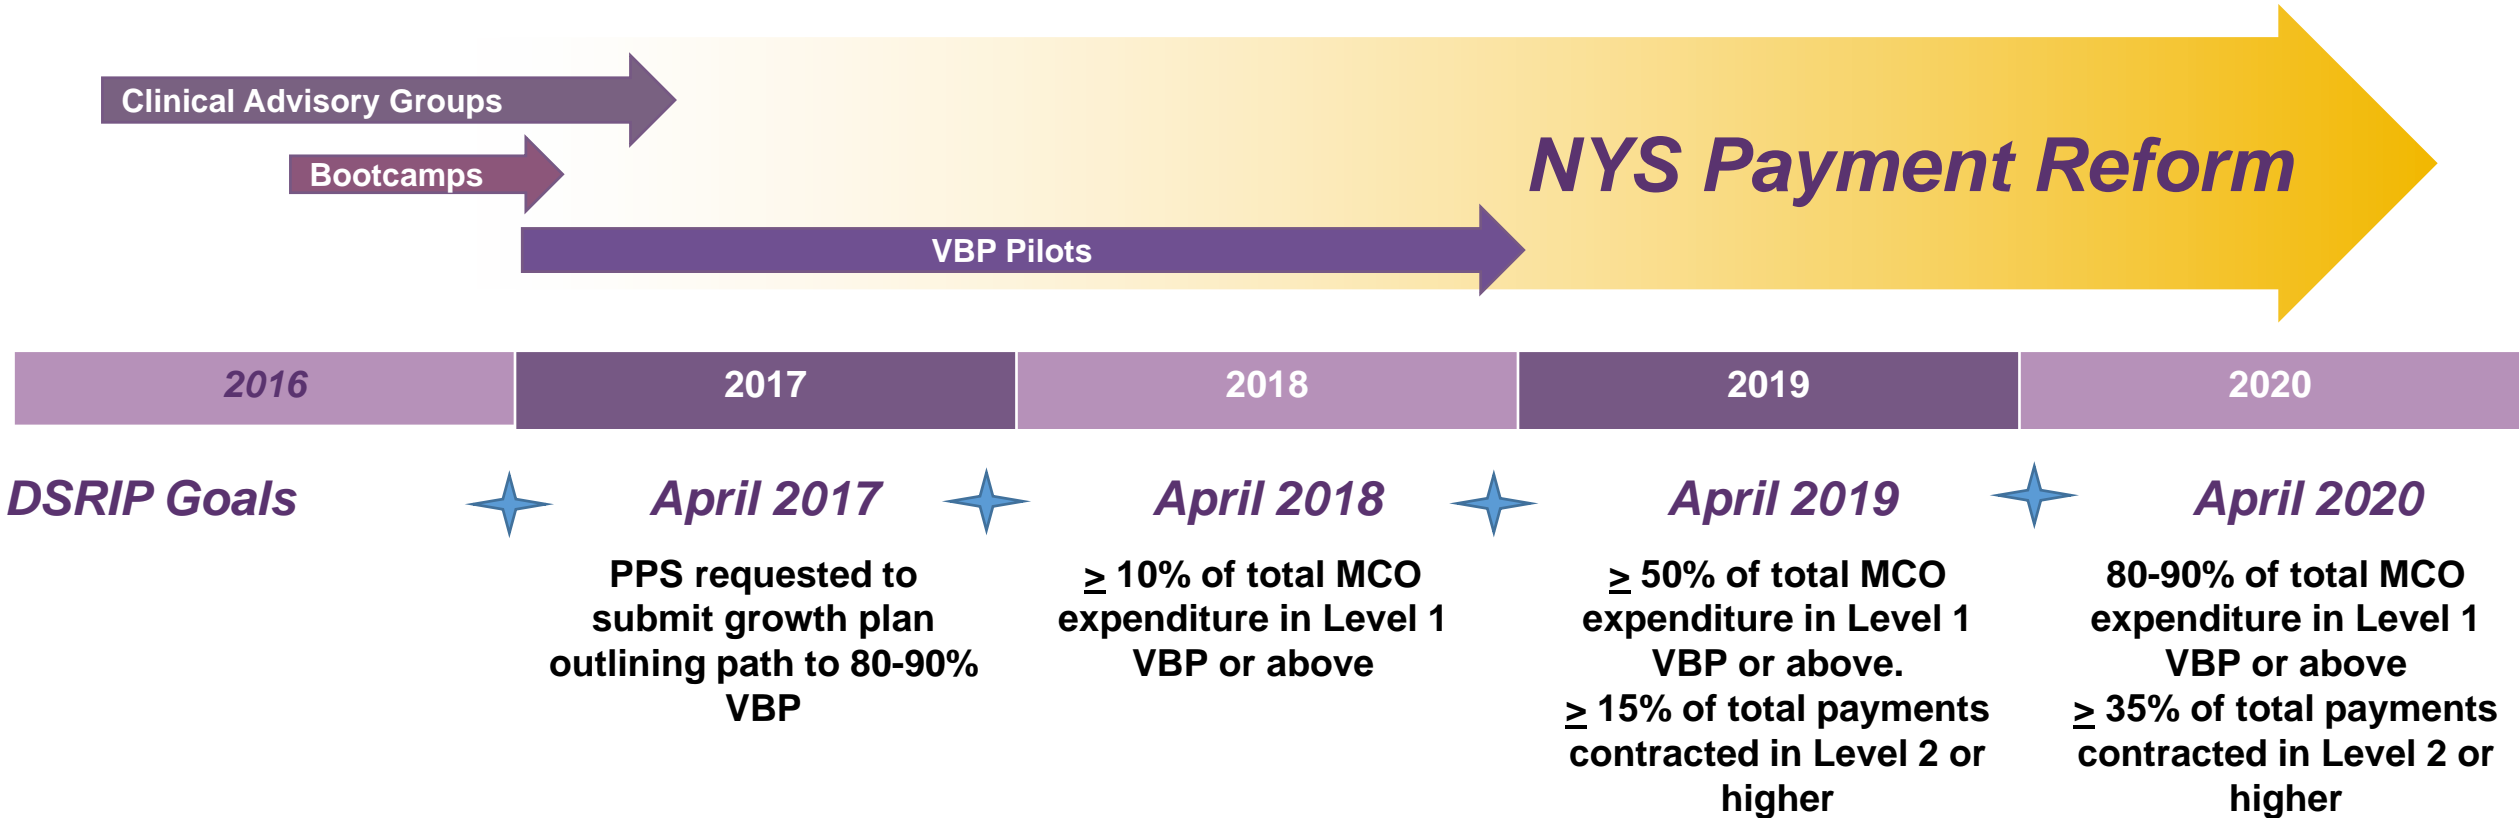 Clinical Advisory Groups
Bootcamps
NYS Payment Reform
VBP Pilots
2016
2017
2018
2019
2020
DSRIP Goals
April 2017
April 2018
April 2019
April 2020
PPS requested to
submit growth plan
outlining path to 80-90%
VBP
≥ 10% of total MCO
expenditure in Level 1
VBP or above
≥ 50% of total MCO
expenditure in Level 1
VBP or above.
≥ 15% of total payments
contracted in Level 2 or
higher
80-90% of total MCO
expenditure in Level 1
VBP or above
≥ 35% of total payments
contracted in Level 2 or
higher